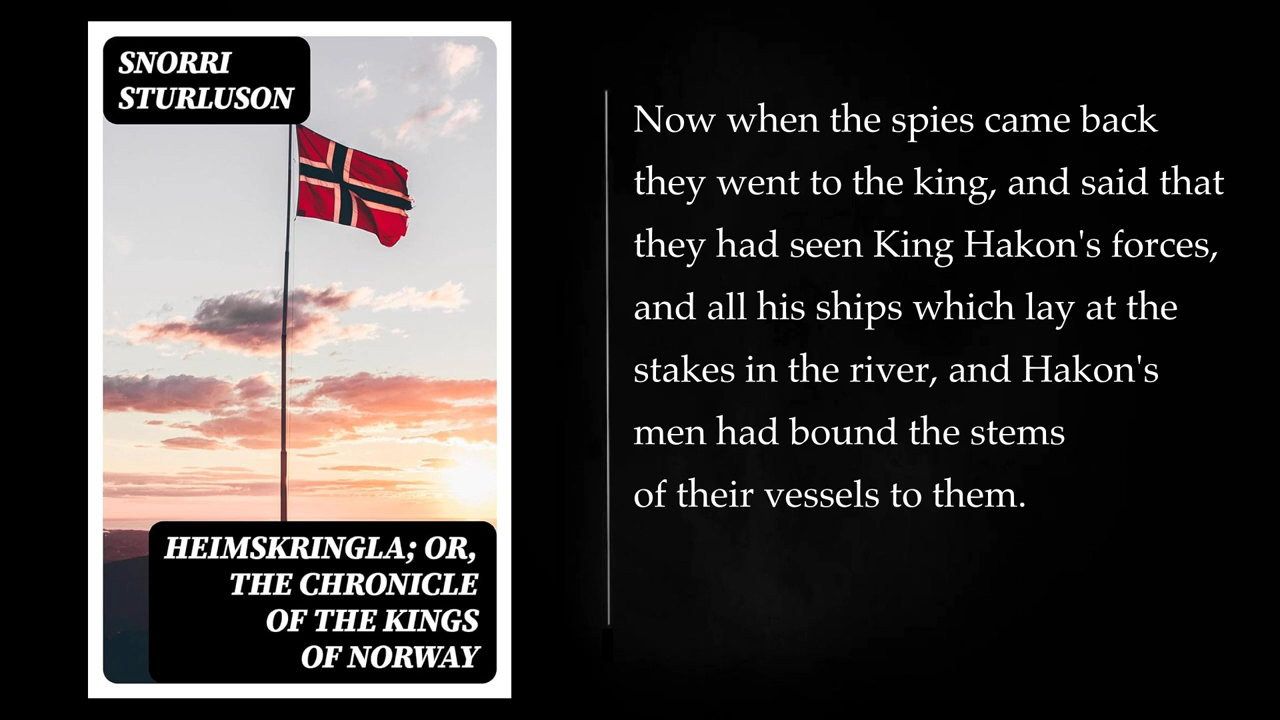 SNORRI
STURLUSON
HEIMSKRINGLA; OR,
THE CHRONICLE
OF THE KINGS
OF NORWAY
Now when the spies came back
they went to the king, and said that
they had seen King Hakon's forces,
and all his ships which lay at the
stakes in the river, and Hakon's
men had bound the stems
of their vessels to them.